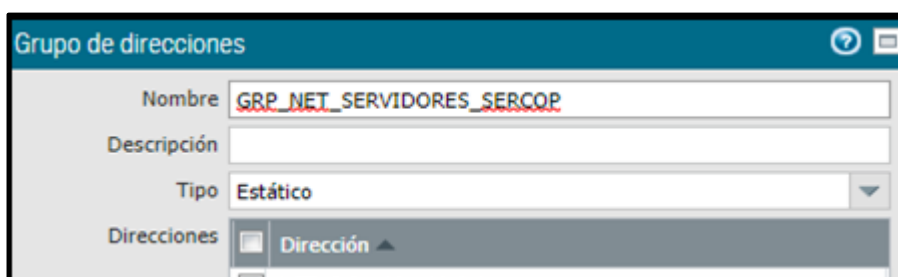 Grupo de direcciones
Nombre GRP_NET_SERVIDORES_SERCOP
Descripción
Tipo Estático
Direcciones Dirección